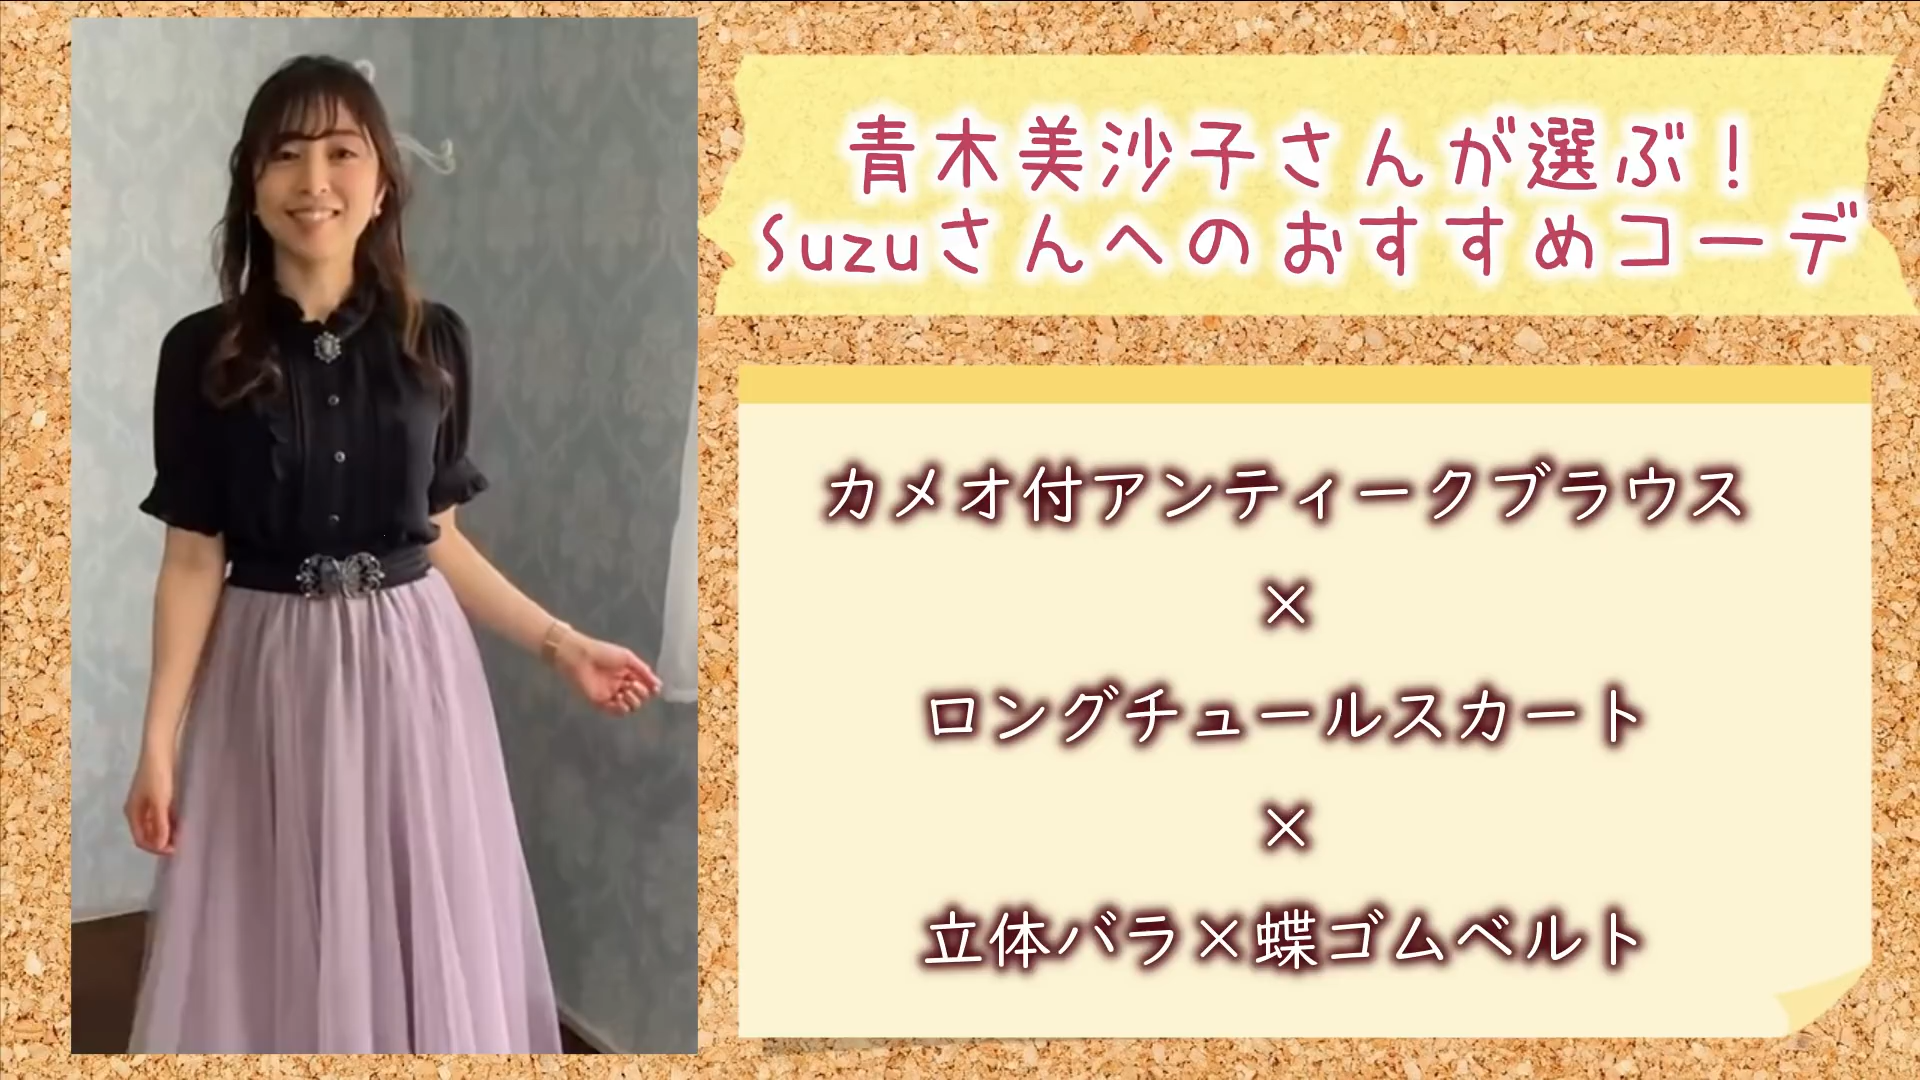 青木美沙子さんが選ぶ！
Suzuさんへのおすすめコーデ
カメオ付アンティークブラウス
×
ロングチュールスカート
×
立体バラ×蝶ゴムベルト